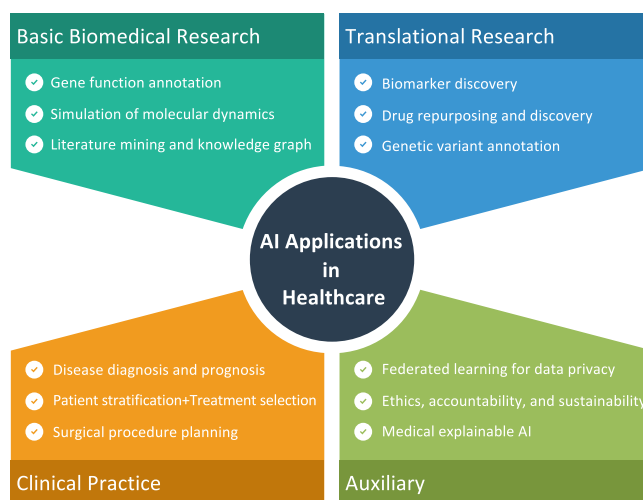 Basic Biomedical Research
Gene function annotation
Simulation of molecular dynamics
Literature mining and knowledge graph
Translational Research
Biomarker discovery
Drug repurposing and discovery
Genetic variant annotation
AI Applications
in
Healthcare
Disease diagnosis and prognosis
Patient stratification+Treatment selection
Surgical procedure planning
Clinical Practice
Federated learning for data privacy
Ethics, accountability, and sustainability
Medical explainable AI
Auxiliary